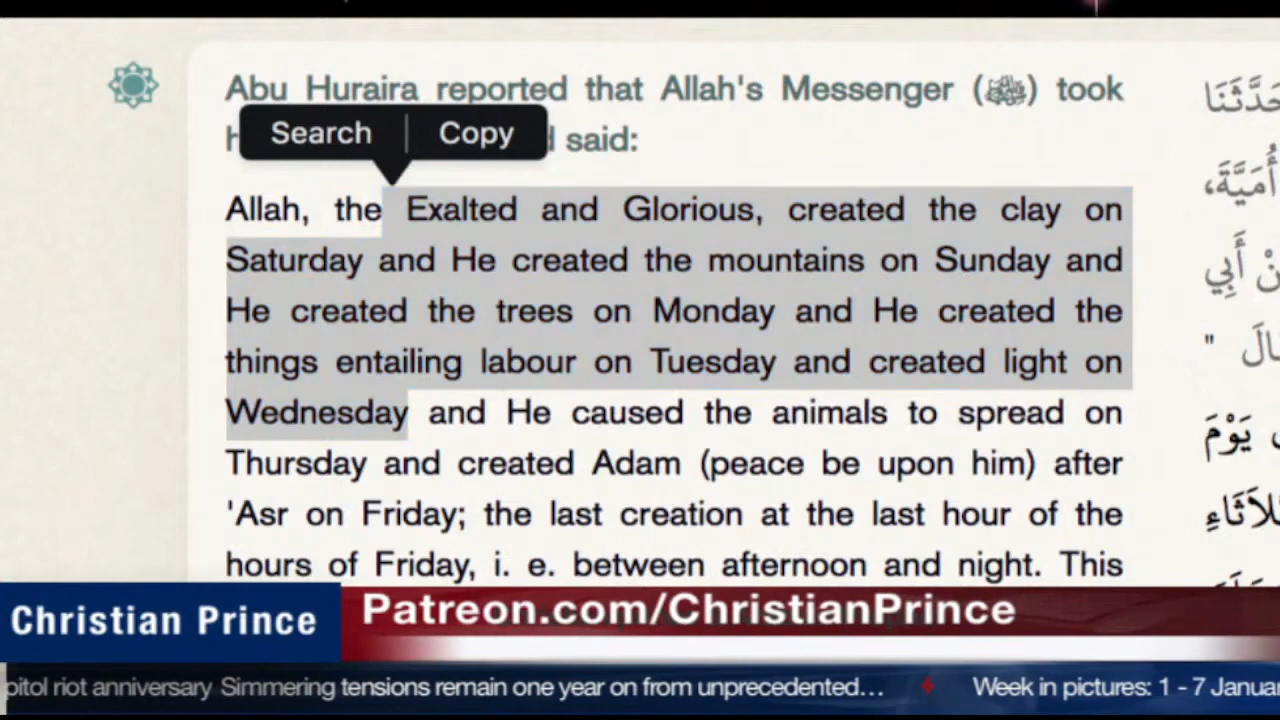 Abu Huraira reported that Allah's Messenger (ﷺ) took
said:
Search Copy
Allah, the Exalted and Glorious, created the clay on
Saturday and He created the mountains on Sunday and
He created the trees on Monday and He created the
things entailing labour on Tuesday and created light on
Wednesday and He caused the animals to spread on
Thursday and created Adam (peace be upon him) after
'Asr on Friday; the last creation at the last hour of the
hours of Friday, i. e. between afternoon and night. This
حَدَّثَنَا
أُمَيَّةَ،
أَبِي
"
يَوْمَ
Christian Prince
Patreon.com/ChristianPrince
pitol riot anniversary Simmering tensions remain one year on from unprecedented... Week in pictures: 1 - 7 Januar